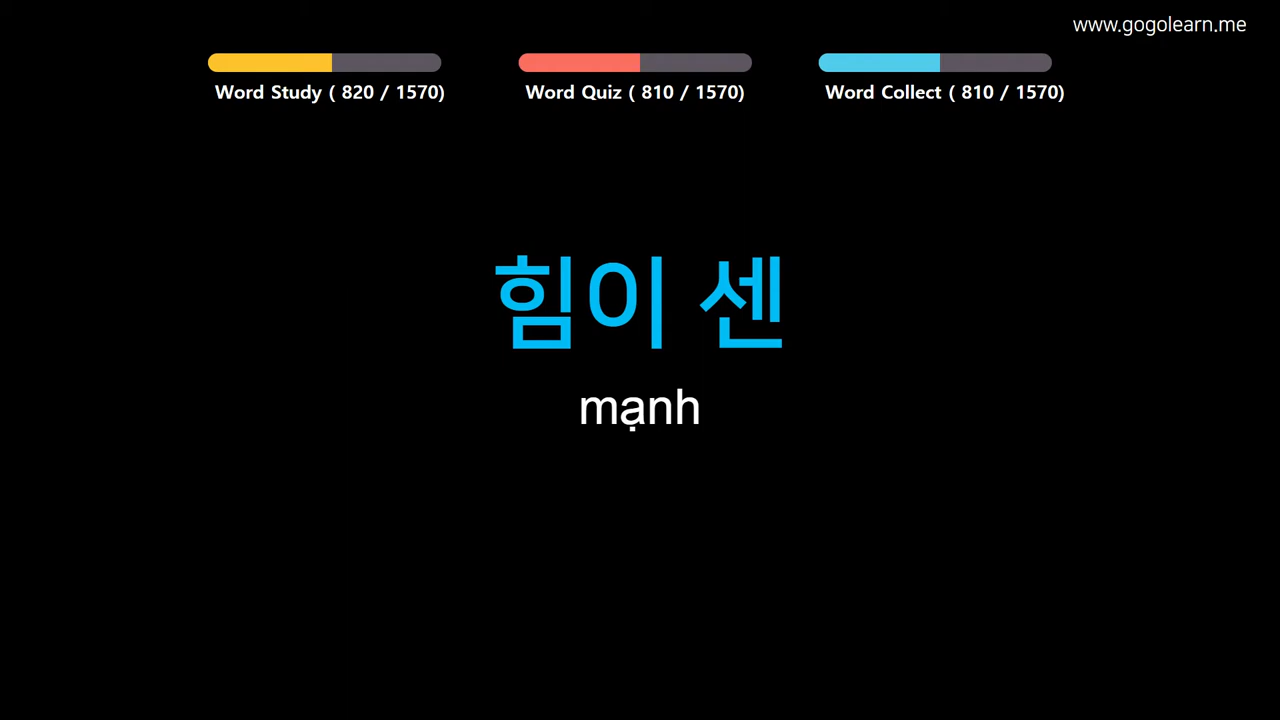 www.gogolearn.me
Word Study ( 820 / 1570)
Word Quiz ( 810 / 1570)
Word Collect ( 810 / 1570)
힘이 센
mạnh